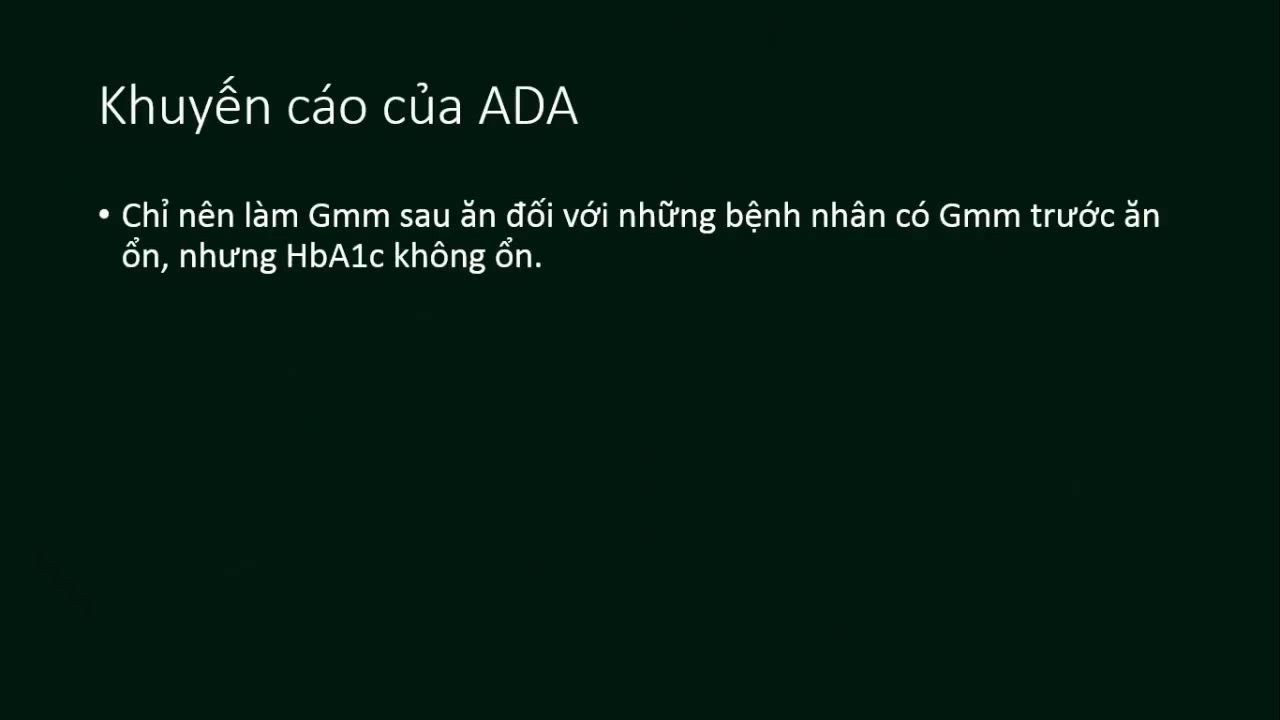 Khuyến cáo của ADA
• Chỉ nên làm Gmm sau ăn đối với những bệnh nhân có Gmm trước ăn
ổn, nhưng HbA1c không ổn.